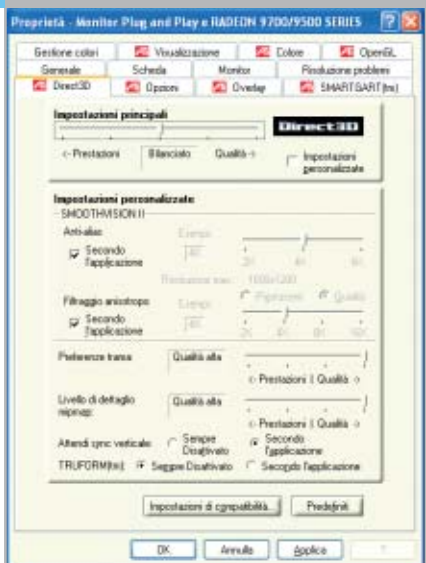 Proprietà - Monitor Plug and Play e RADEON 9700/9500 SERIES
Gestione colori Visualizzazione Colore OpenGL
Generale Scheda Monitor Risoluzione problemi
Direct3D Opzioni Overlay SMARTGART(tm)
Impostazioni principali
Direct3D
<- Prestazioni Bilanciato Qualità -> Impostazioni personalizzate
Impostazioni personalizzate
SMOOTHVISION II
Anti-alias: Esempi:
Secondo l'applicazione 4X 2X 4X 6X
Risoluzione max.: 1600x1200
Filtraggio anisotropo: Esempi: Prestazioni Qualità
Secondo l'applicazione 2X 4X 8X 16X
Preferenze trama: Qualità alta
<- Prestazioni | Qualità ->
Livello di dettaglio mipmap: Qualità alta
<- Prestazioni | Qualità ->
Attendi sync verticale: Sempre Disattivato Secondo l'applicazione
TRUFORM(tm): Sempre Disattivato Secondo l'applicazione
Impostazioni di compatibilità... Predefiniti
OK Annulla Applica ?